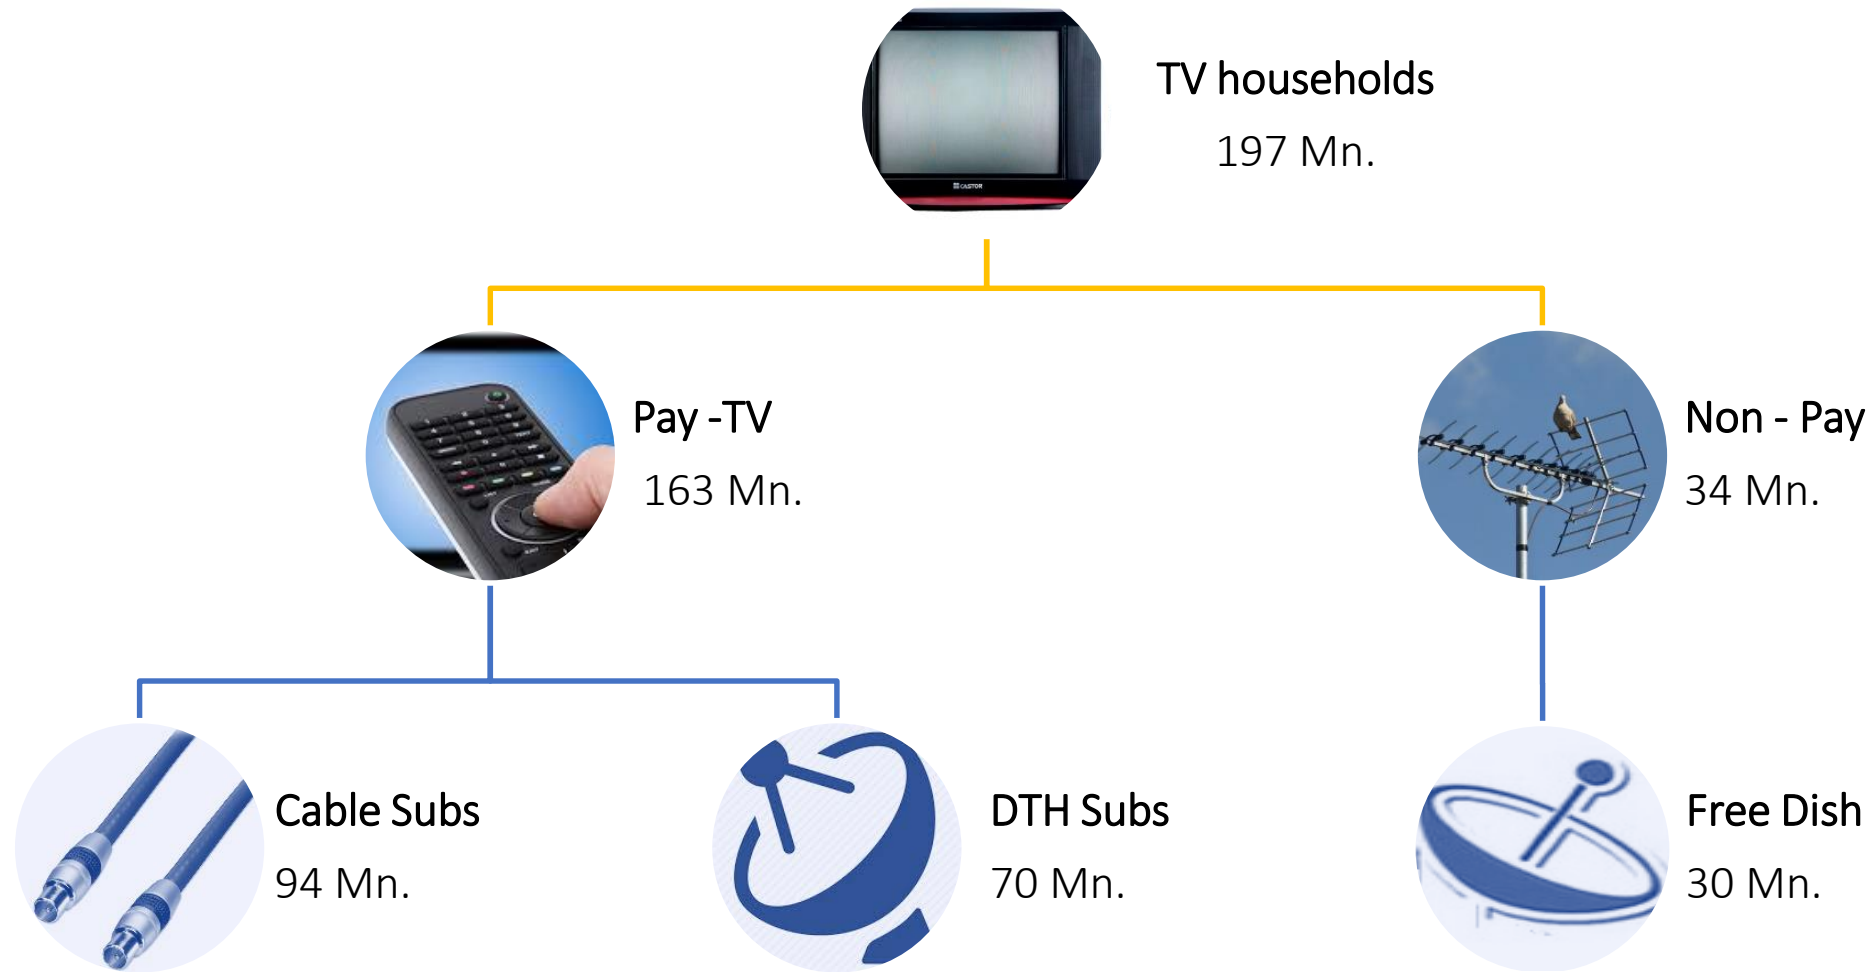 CASTOR
TV households
197 Mn.
Pay -TV
163 Mn.
Non - Pay
34 Mn.
Cable Subs
94 Mn.
DTH Subs
70 Mn.
Free Dish
30 Mn.